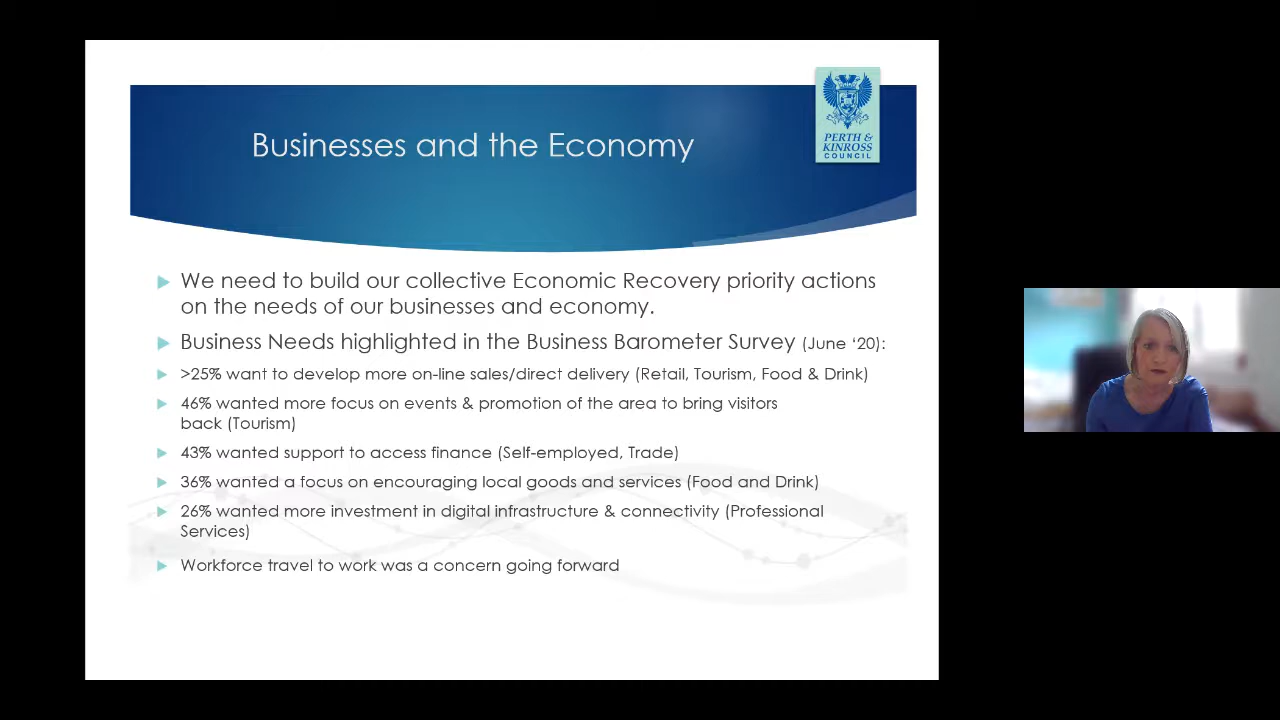 Businesses and the Economy
PERTH &
KINROSS
COUNCIL
We need to build our collective Economic Recovery priority actions
on the needs of our businesses and economy.
Business Needs highlighted in the Business Barometer Survey (June ‘20):
>25% want to develop more on-line sales/direct delivery (Retail, Tourism, Food & Drink)
46% wanted more focus on events & promotion of the area to bring visitors
back (Tourism)
43% wanted support to access finance (Self-employed, Trade)
36% wanted a focus on encouraging local goods and services (Food and Drink)
26% wanted more investment in digital infrastructure & connectivity (Professional
Services)
Workforce travel to work was a concern going forward